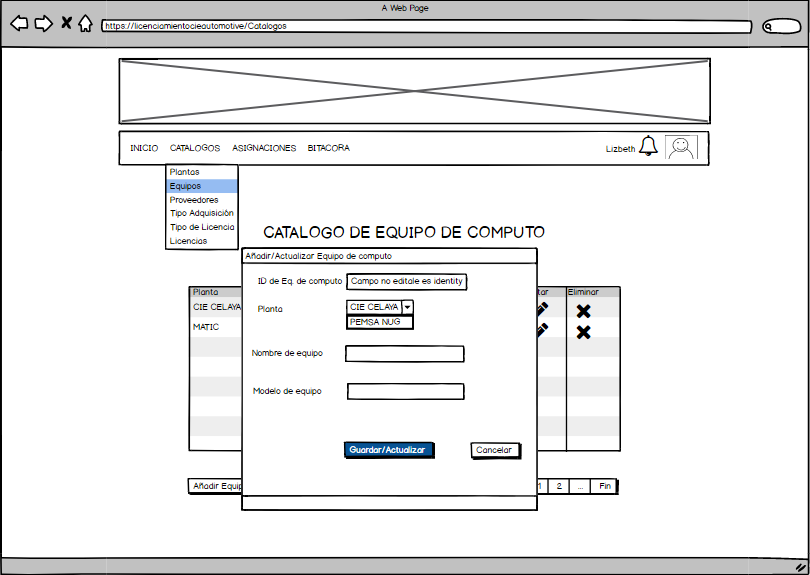 A Web Page
https://licenciamientocieautomotive/Catalogos
INICIO CATALOGOS ASIGNACIONES BITACORA Lizbeth
Plantas
Equipos
Proveedores
Tipo Adquisición
Tipo de Licencia
Licencias
CATALOGO DE EQUIPO DE COMPUTO
Añadir/Actualizar Equipo de computo
ID de Eq. de computo Campo no editale es identity
Planta CIE CELAYA
PEMSA NUG
Nombre de equipo
Modelo de equipo
Guardar/Actualizar Cancelar
Planta tar Eliminar
CIE CELAYA
MATIC
Añadir Equip 1 2 ... Fin